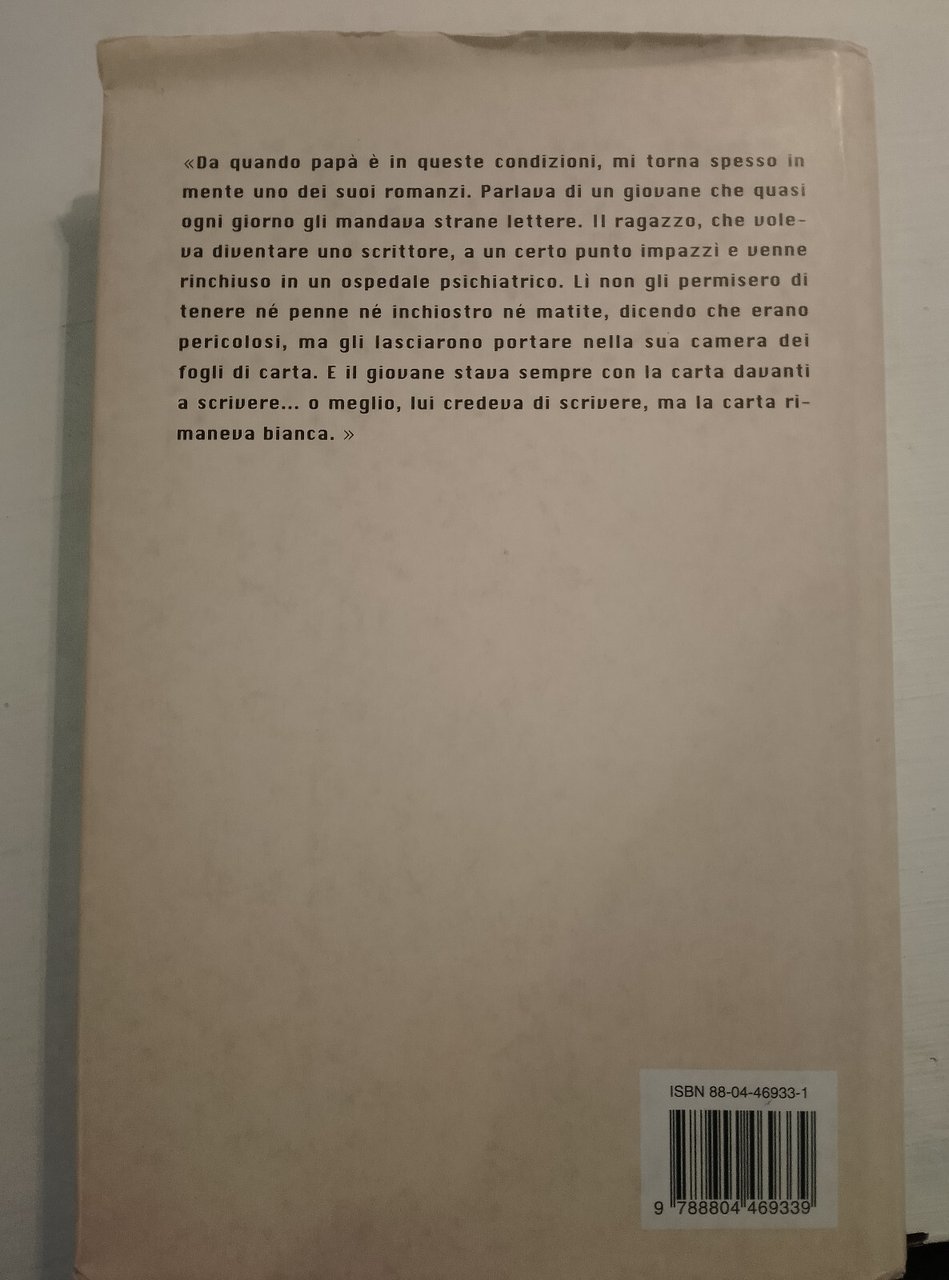 «Da quando papà è in queste condizioni, mi torna spesso in
mente uno dei suoi romanzi. Parlava di un giovane che quasi
ogni giorno gli mandava strane lettere. Il ragazzo, che vole-
va diventare uno scrittore, a un certo punto impazzì e venne
rinchiuso in un ospedale psichiatrico. Lì non gli permisero di
tenere né penne né inchiostro né matite, dicendo che erano
pericolosi, ma gli lasciarono portare nella sua camera dei
fogli di carta. E il giovane stava sempre con la carta davanti
a scrivere... o meglio, lui credeva di scrivere, ma la carta ri-
maneva bianca. »
ISBN 88-04-46933-1
9 788804 469339